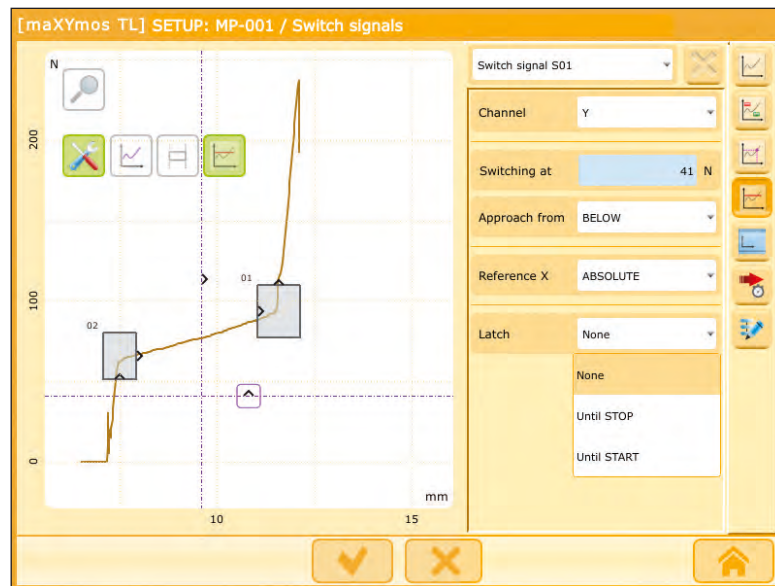 [maXYmos TL] SETUP: MP-001 / Switch signals
N
200
100
0
01
02
mm
10
15
Switch signal S01
Channel Y
Switching at 41 N
Approach from BELOW
Reference X ABSOLUTE
Latch None
None
Until STOP
Until START